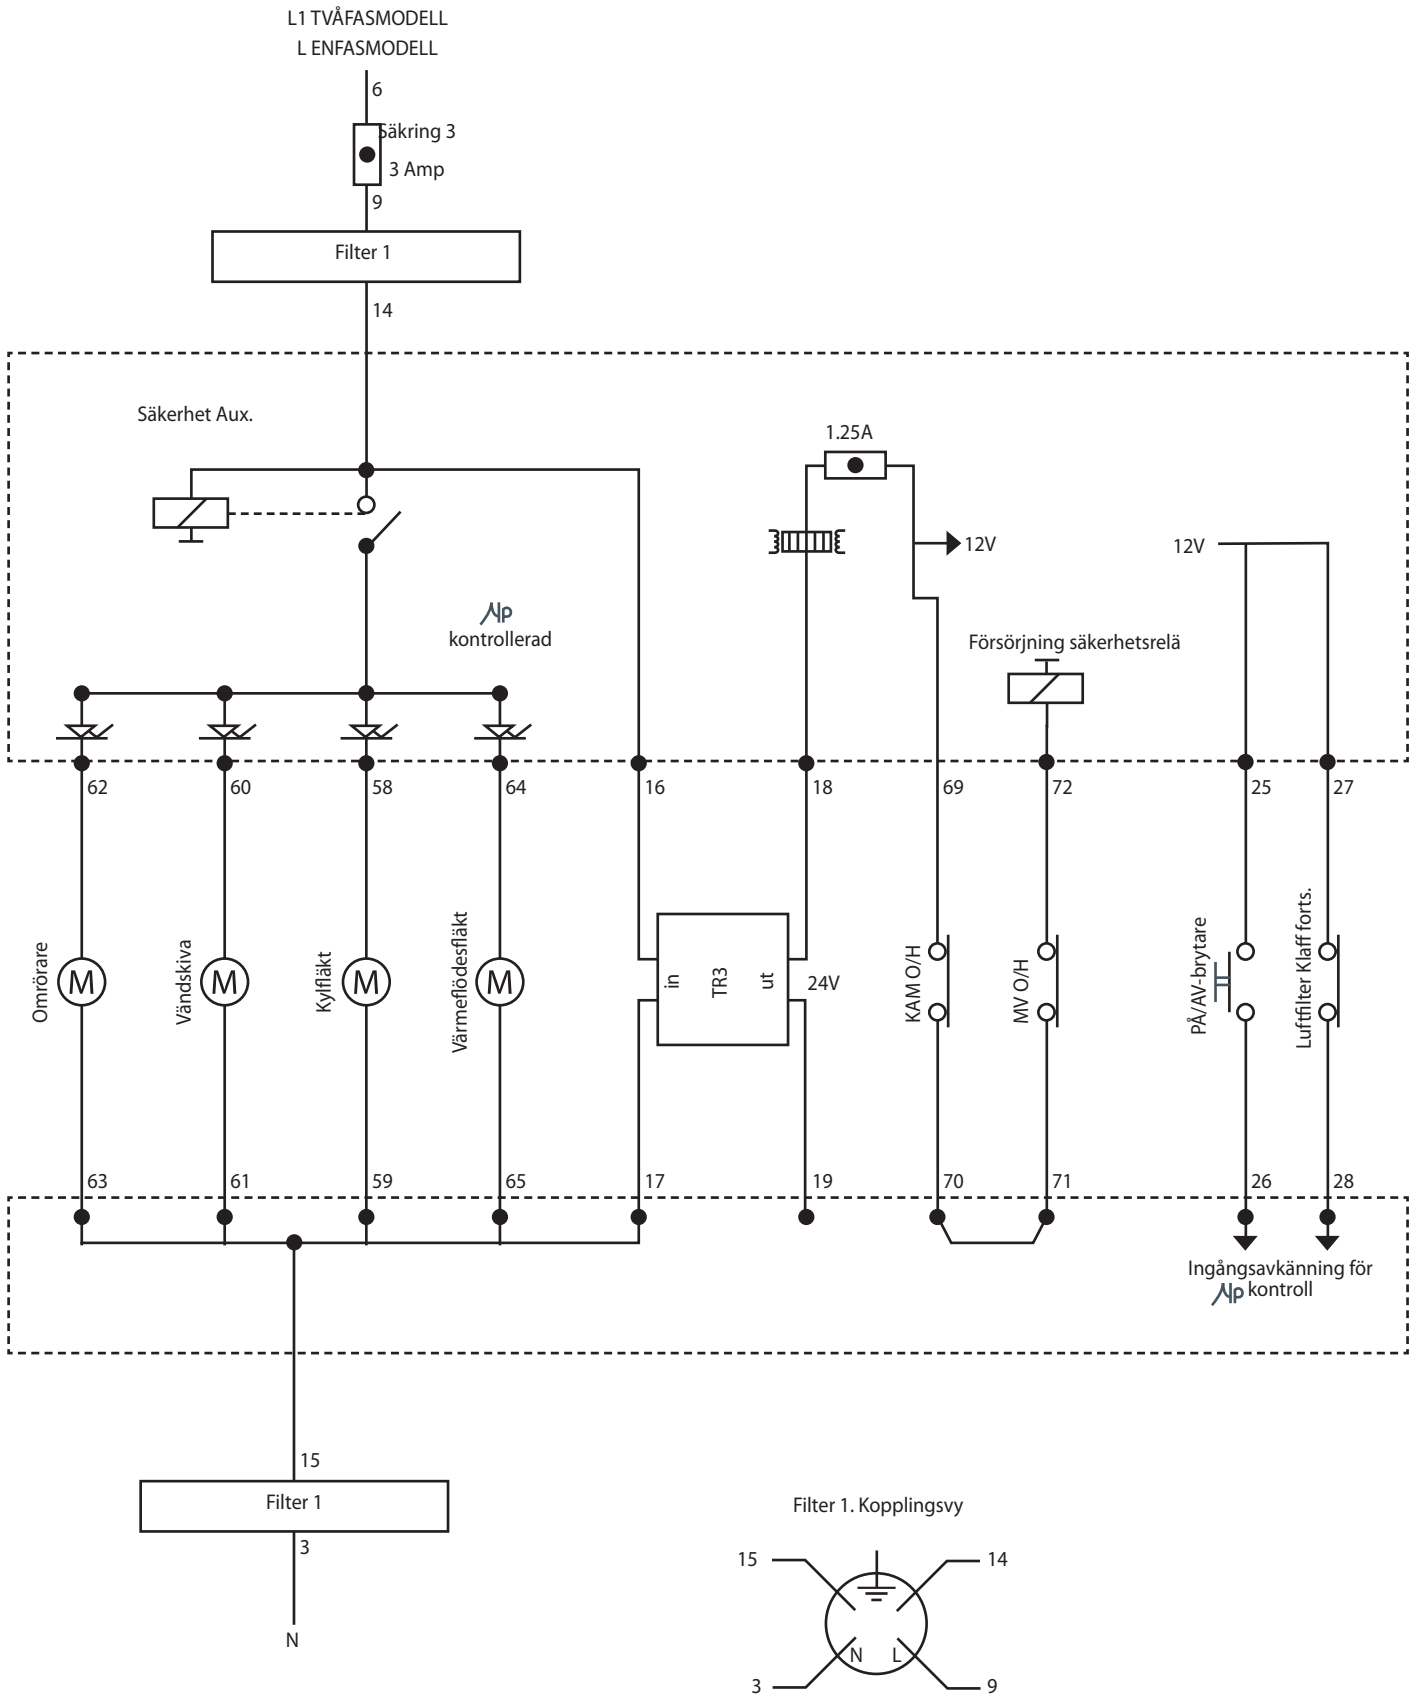 L1 TVÅFASMODELL
L ENFASMODELL
6
Säkring 3
3 Amp
9
Filter 1
14
Säkerhet Aux.
1.25A
12V
12V
µp
kontrollerad
Försörjning säkerhetsrelä
62
60
58
64
16
18
69
72
25
27
Omrörare
M
Vändskiva
M
Kylfläkt
M
Värmeflödesfläkt
M
in
TR3
ut
24V
KAM O/H
MV O/H
PÅ/AV-brytare
Luftfilter Klaff forts.
63
61
59
65
17
19
70
71
26
28
Ingångsavkänning för
µp kontroll
15
Filter 1
3
N
Filter 1. Kopplingsvy
15
14
N
L
3
9